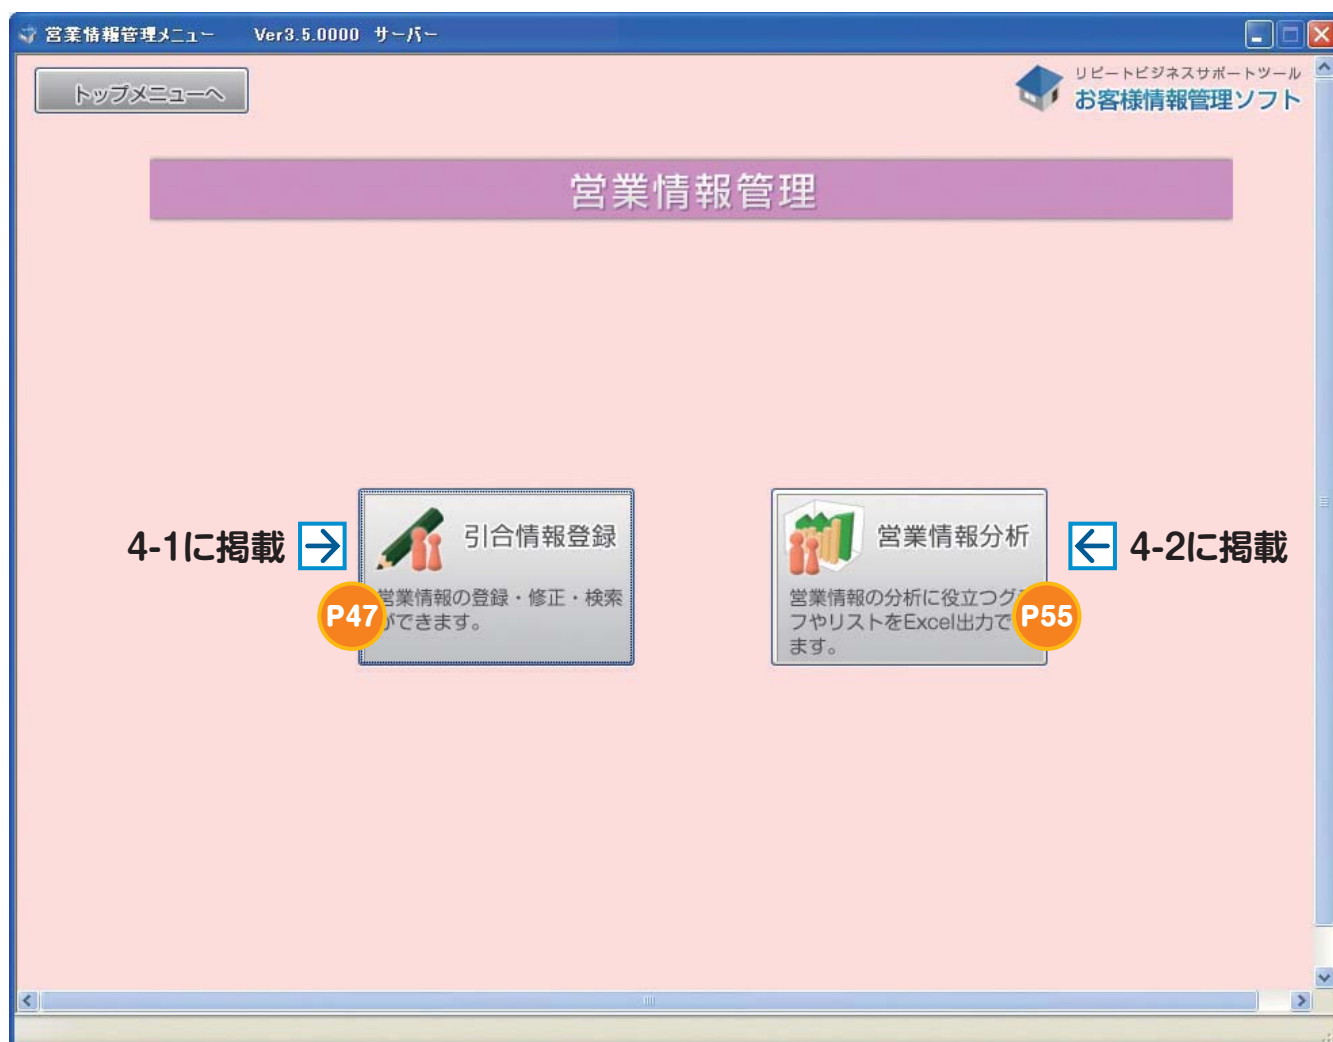 営業情報管理メニュー Ver3.5.0000 サーバー
トップメニューへ
リピートビジネスサポートツール
お客様情報管理ソフト
営業情報管理
4-1に掲載
引合情報登録
P47
営業情報の登録・修正・検索
ができます。
営業情報分析
4-2に掲載
営業情報の分析に役立つグラ
フやリストをExcel出力で
ます。
P55